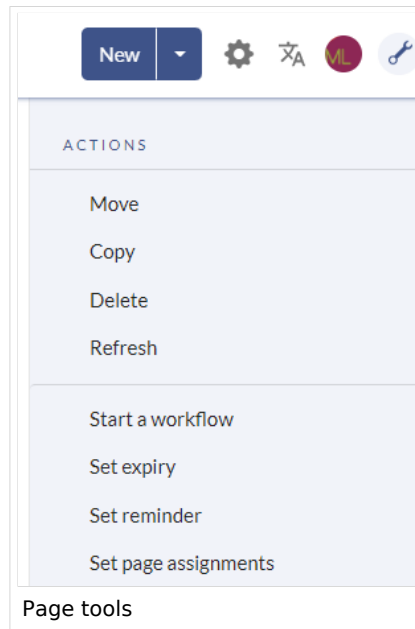 New ML
ACTIONS
Move
Copy
Delete
Refresh
Start a workflow
Set expiry
Set reminder
Set page assignments
Page tools